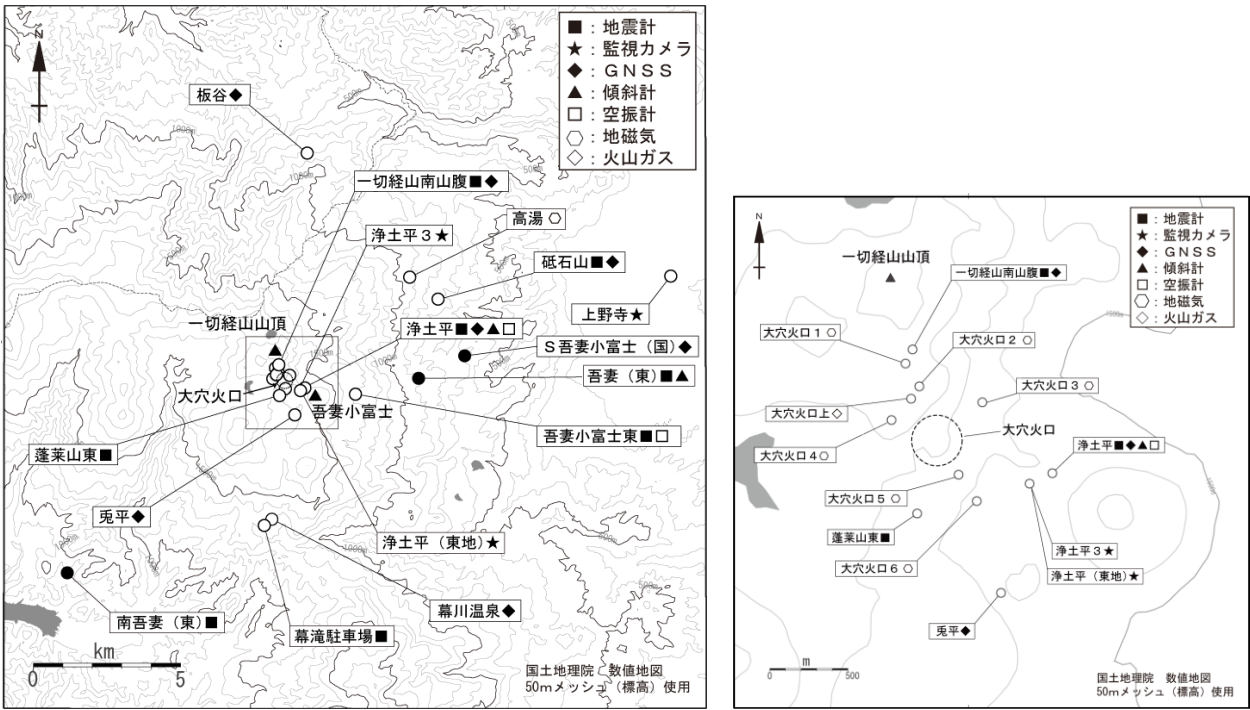 ■：地震計
★：監視カメラ
◆：ＧＮＳＳ
▲：傾斜計
□：空振計
⬡：地磁気
◇：火山ガス
N
板谷◆
一切経山南山腹■◆
高湯⬡
浄土平３★
砥石山■◆
上野寺★
一切経山山頂
浄土平■◆▲□
Ｓ吾妻小富士（国）◆
吾妻（東）■▲
大穴火口
吾妻小富士
吾妻小富士東■□
蓬莱山東■
兎平◆
浄土平（東地）★
幕川温泉◆
南吾妻（東）■
幕滝駐車場■
km
0 5
国土地理院 数値地図
50ｍメッシュ（標高）使用
500m
1000m
1000m
1000m
500m
1500m
1000m
1000m
1000m
500m
N
■：地震計
★：監視カメラ
◆：ＧＮＳＳ
▲：傾斜計
□：空振計
⬡：地磁気
◇：火山ガス
一切経山山頂
一切経山南山腹■◆
大穴火口１⬡
大穴火口２⬡
大穴火口３⬡
大穴火口上◇
大穴火口
大穴火口４⬡
浄土平■◆▲□
大穴火口５⬡
蓬莱山東■
大穴火口６⬡
浄土平３★
浄土平（東地）★
兎平◆
m
0 500
国土地理院 数値地図
50ｍメッシュ（標高）使用